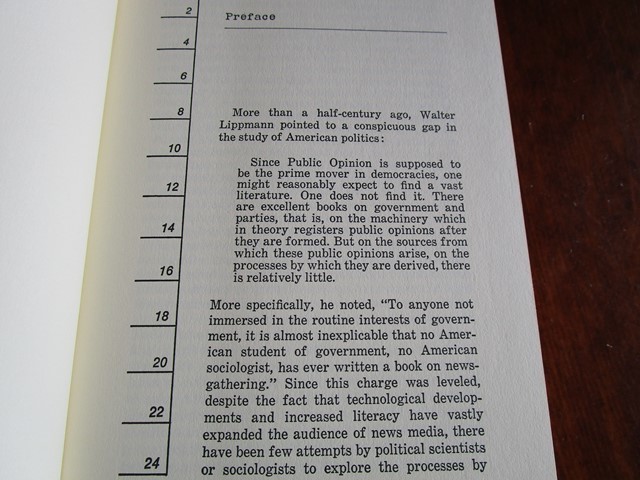 Preface
2
4
6
8
10
12
14
16
18
20
22
24
More than a half-century ago, Walter
Lippmann pointed to a conspicuous gap in
the study of American politics:
Since Public Opinion is supposed to
be the prime mover in democracies, one
might reasonably expect to find a vast
literature. One does not find it. There
are excellent books on government and
parties, that is, on the machinery which
in theory registers public opinions after
they are formed. But on the sources from
which these public opinions arise, on the
processes by which they are derived, there
is relatively little.
More specifically, he noted, “To anyone not
immersed in the routine interests of govern-
ment, it is almost inexplicable that no Amer-
ican student of government, no American
sociologist, has ever written a book on news-
gathering.” Since this charge was leveled,
despite the fact that technological develop-
ments and increased literacy have vastly
expanded the audience of news media, there
have been few attempts by political scientists
or sociologists to explore the processes by